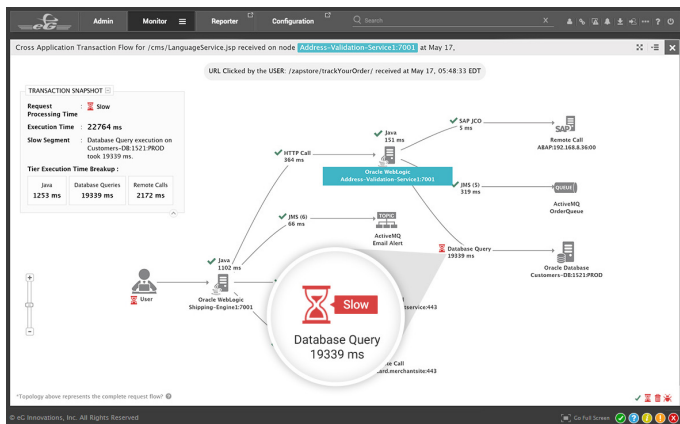 eG
Admin
Monitor
Reporter
Configuration
Search
Cross Application Transaction Flow for /cms/LanguageService.jsp received on node Address-Validation-Service1:7001 at May 17,
URL Clicked by the USER: /zapstore/trackYourOrder/ received at May 17, 05:48:33 EDT
TRANSACTION SNAPSHOT
Request Processing Time : Slow
Execution Time : 22764 ms
Slow Segment : Database Query execution on
Customers-DB:1521:PROD
took 19339 ms.
Tier Execution Time Breakup :
Java
1253 ms
Database Queries
19339 ms
Remote Calls
2172 ms
User
Java
1102 ms
Oracle WebLogic
Shipping-Engine1:7001
HTTP Call
364 ms
JMS (6)
66 ms
TOPIC
ActiveMQ
Email Alert
Java
151 ms
Oracle WebLogic
Address-Validation-Service1:7001
SAP JCO
5 ms
SAP
Remote Call
ABAP:192.168.8.36:00
JMS (5)
319 ms
QUEUE
ActiveMQ
OrderQueue
Database Query
19339 ms
Oracle Database
Customers-DB:1521:PROD
Slow
Database Query
19339 ms
tservice:443
Call
ard.merchantsite:443
*Topology above represents the complete request flow?
© eG Innovations, Inc. All Rights Reserved
Go Full Screen